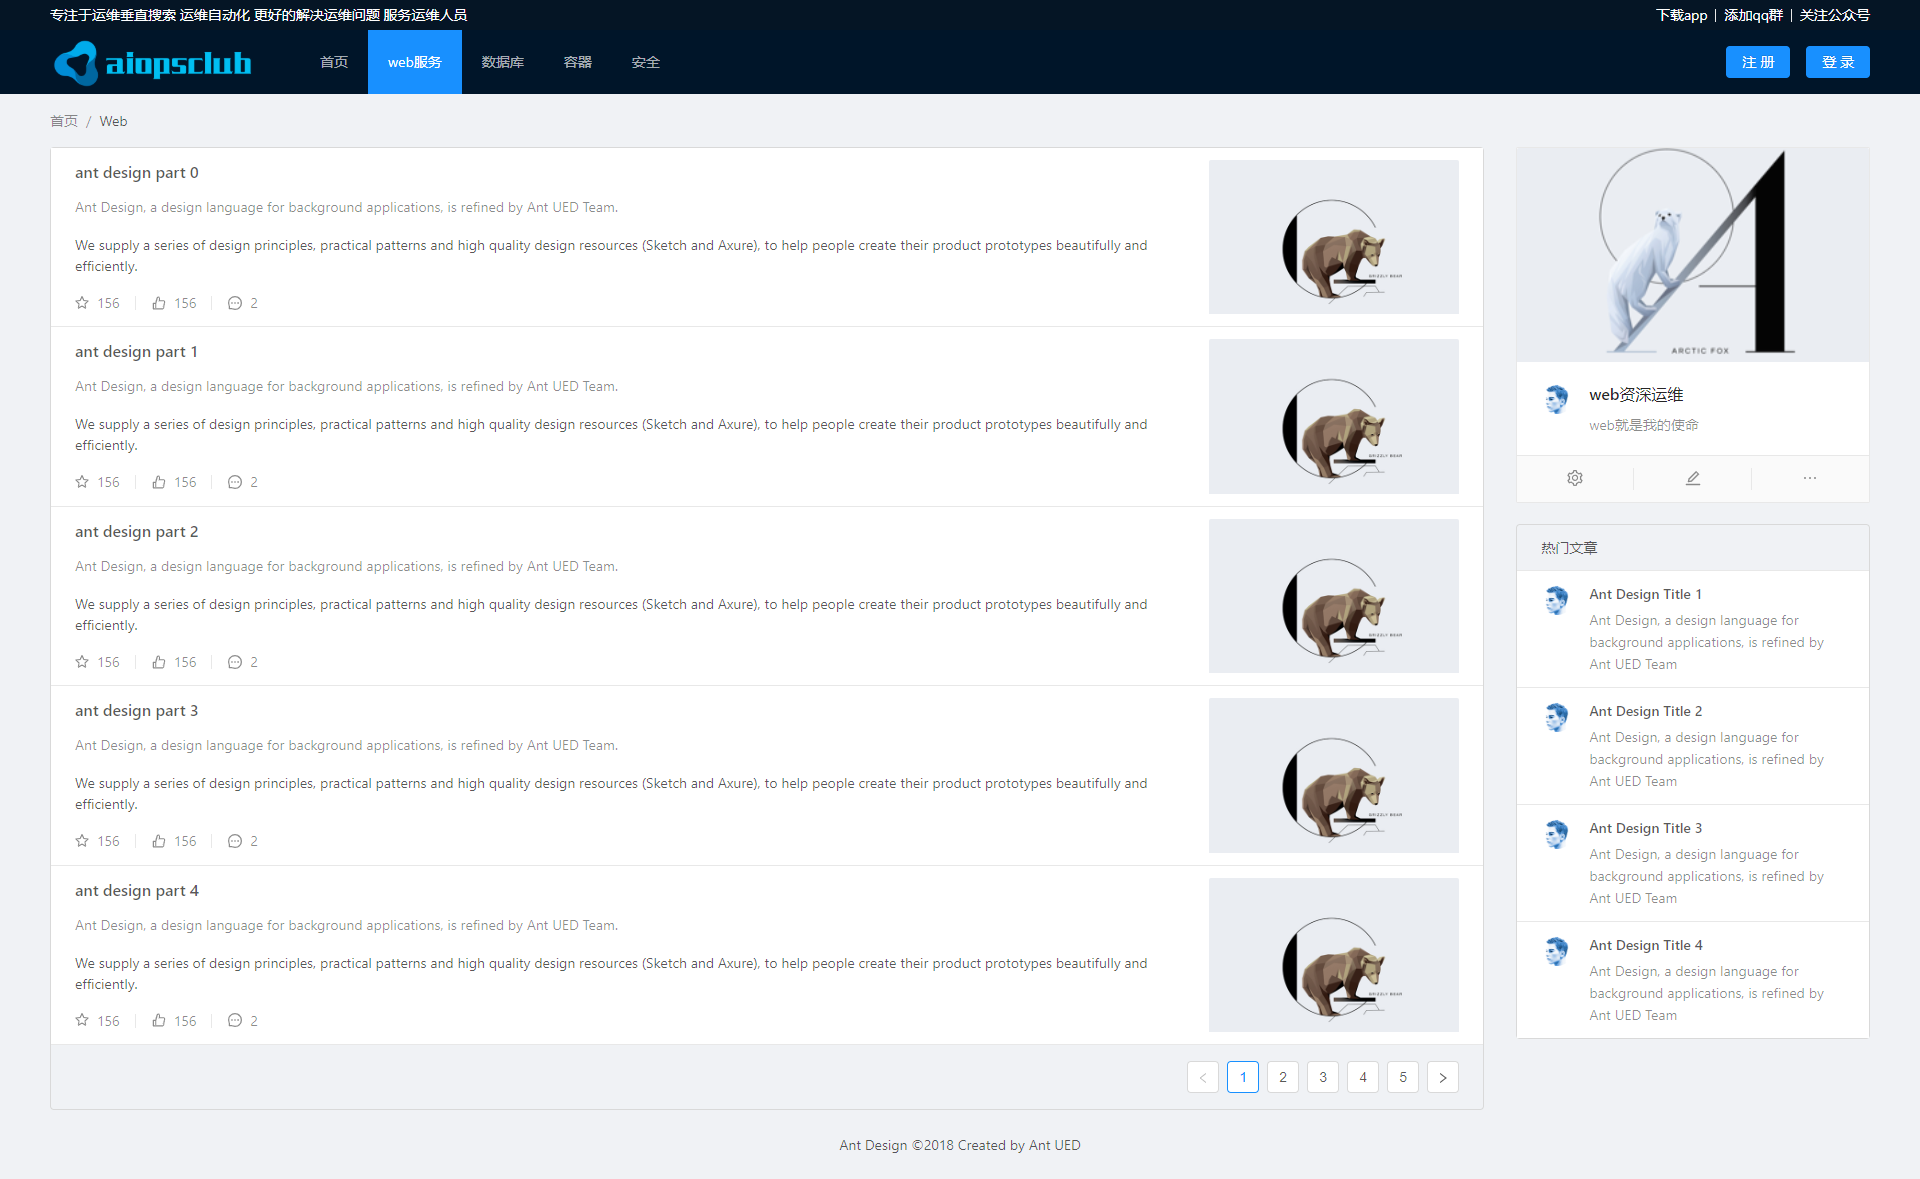 专注于运维垂直搜索 运维自动化 更好的解决运维问题 服务运维人员
下载app | 添加qq群 | 关注公众号
aiopsclub
首页 web服务 数据库 容器 安全
注 册 登 录
首页 / Web
ant design part 0
Ant Design, a design language for background applications, is refined by Ant UED Team.
We supply a series of design principles, practical patterns and high quality design resources (Sketch and Axure), to help people create their product prototypes beautifully and
efficiently.
156 156 2
GRIZZLY BEAR
ant design part 1
Ant Design, a design language for background applications, is refined by Ant UED Team.
We supply a series of design principles, practical patterns and high quality design resources (Sketch and Axure), to help people create their product prototypes beautifully and
efficiently.
156 156 2
GRIZZLY BEAR
ant design part 2
Ant Design, a design language for background applications, is refined by Ant UED Team.
We supply a series of design principles, practical patterns and high quality design resources (Sketch and Axure), to help people create their product prototypes beautifully and
efficiently.
156 156 2
GRIZZLY BEAR
ant design part 3
Ant Design, a design language for background applications, is refined by Ant UED Team.
We supply a series of design principles, practical patterns and high quality design resources (Sketch and Axure), to help people create their product prototypes beautifully and
efficiently.
156 156 2
GRIZZLY BEAR
ant design part 4
Ant Design, a design language for background applications, is refined by Ant UED Team.
We supply a series of design principles, practical patterns and high quality design resources (Sketch and Axure), to help people create their product prototypes beautifully and
efficiently.
156 156 2
GRIZZLY BEAR
< 1 2 3 4 5 >
A
ARCTIC FOX
web资深运维
web就是我的使命
热门文章
Ant Design Title 1
Ant Design, a design language for
background applications, is refined by
Ant UED Team
Ant Design Title 2
Ant Design, a design language for
background applications, is refined by
Ant UED Team
Ant Design Title 3
Ant Design, a design language for
background applications, is refined by
Ant UED Team
Ant Design Title 4
Ant Design, a design language for
background applications, is refined by
Ant UED Team
Ant Design ©2018 Created by Ant UED